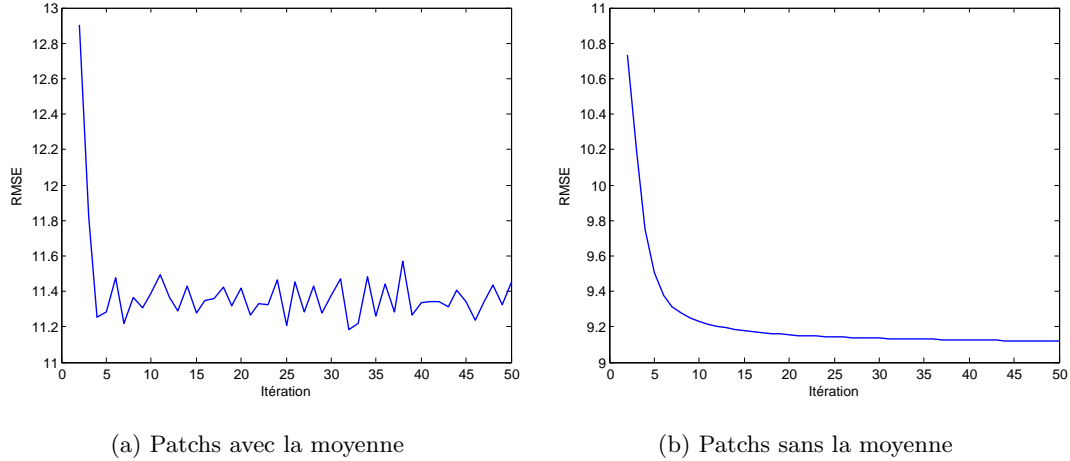 13
12.8
12.6
12.4
12.2
12
11.8
11.6
11.4
11.2
11
RMSE
0 5 10 15 20 25 30 35 40 45 50
Itération
(a) Patchs avec la moyenne
11
10.8
10.6
10.4
10.2
10
9.8
9.6
9.4
9.2
9
RMSE
0 5 10 15 20 25 30 35 40 45 50
Itération
(b) Patchs sans la moyenne